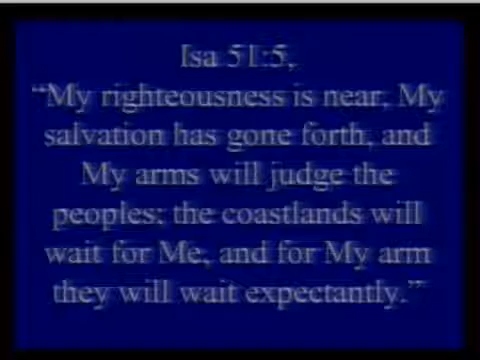 Isa 51:5,
“My righteousness is near, My
salvation has gone forth, and
My arms will judge the
peoples; the coastlands will
wait for Me, and for My arm
they will wait expectantly.”